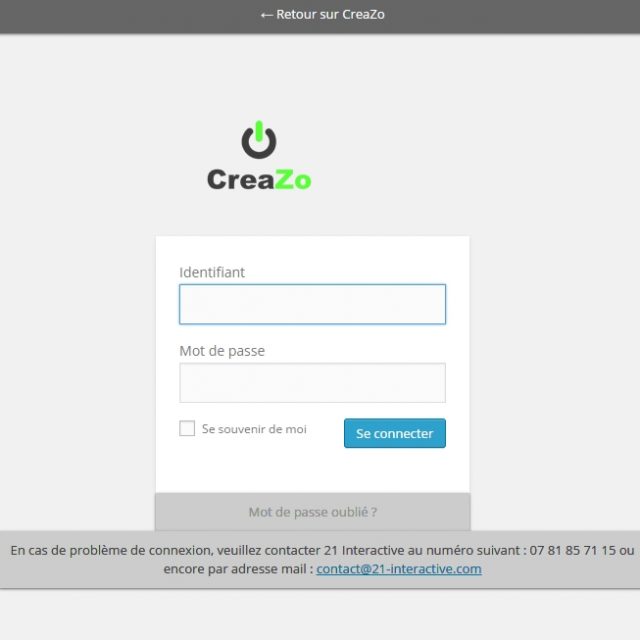 ← Retour sur CreaZo
CreaZo
Identifiant
Mot de passe
Se souvenir de moi
Se connecter
Mot de passe oublié ?
En cas de problème de connexion, veuillez contacter 21 Interactive au numéro suivant : 07 81 85 71 15 ou
encore par adresse mail : contact@21-interactive.com